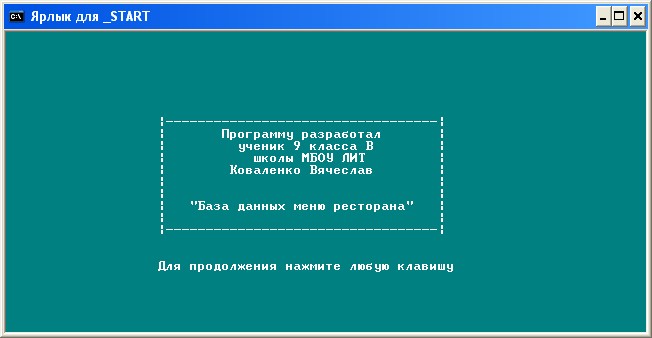 C:\
Ярлык для _START
Программу разработал
ученик 9 класса В
школы МБОУ ЛИТ
Коваленко Вячеслав
"База данных меню ресторана"
Для продолжения нажмите любую клавишу